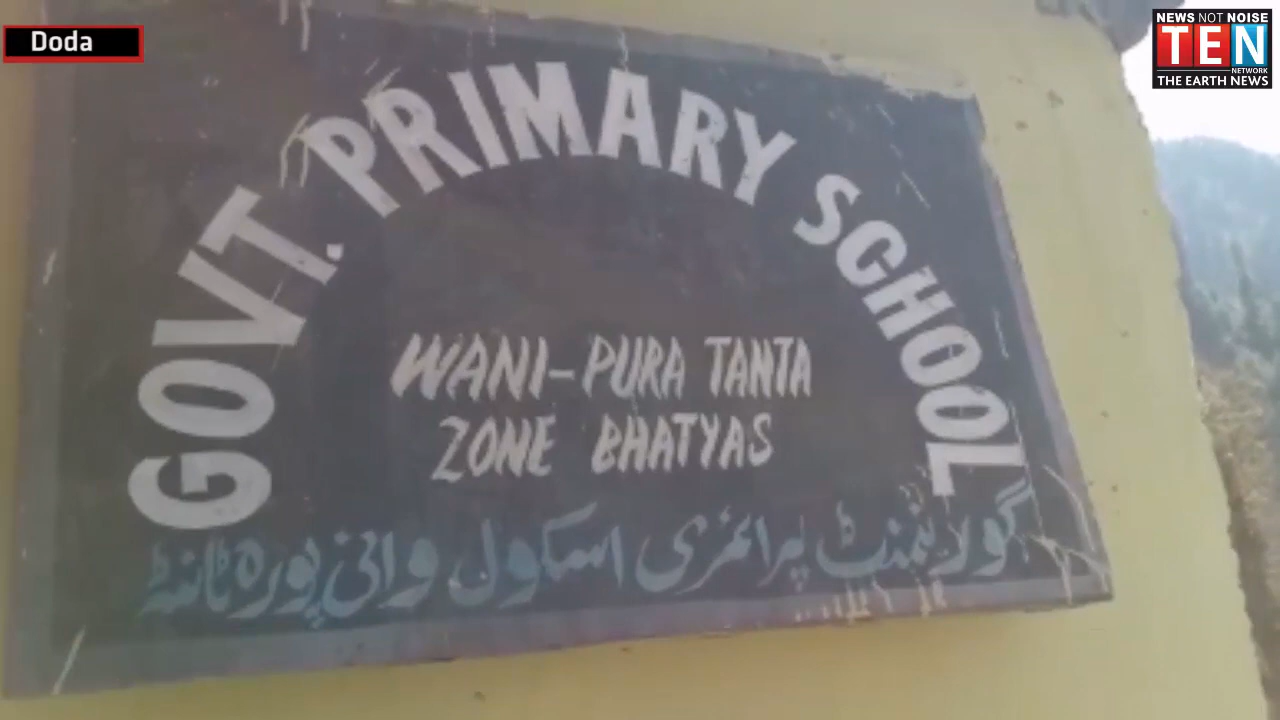 Doda
NEWS NOT NOISE
TEN
NETWORK
THE EARTH NEWS
GOVT. PRIMARY SCHOOL
WANI-PURA TANTA
ZONE BHATYAS
گورنمنٹ پرائمری اسکول وانی پورہ ٹانٹہ